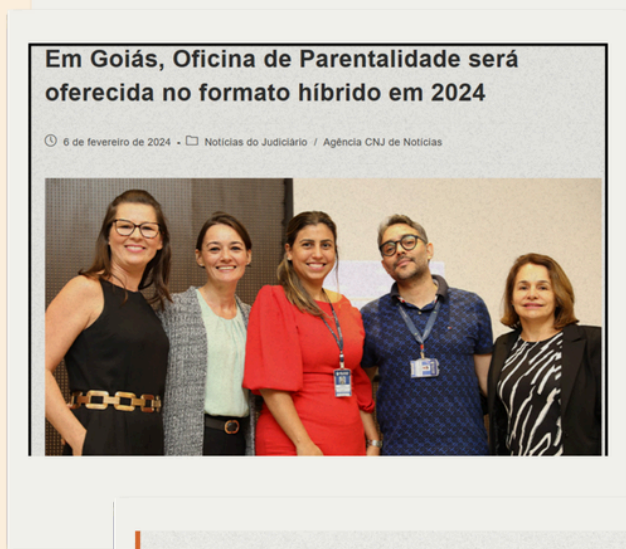 Em Goiás, Oficina de Parentalidade será
oferecida no formato híbrido em 2024
6 de fevereiro de 2024 • Notícias do Judiciário / Agência CNJ de Notícias